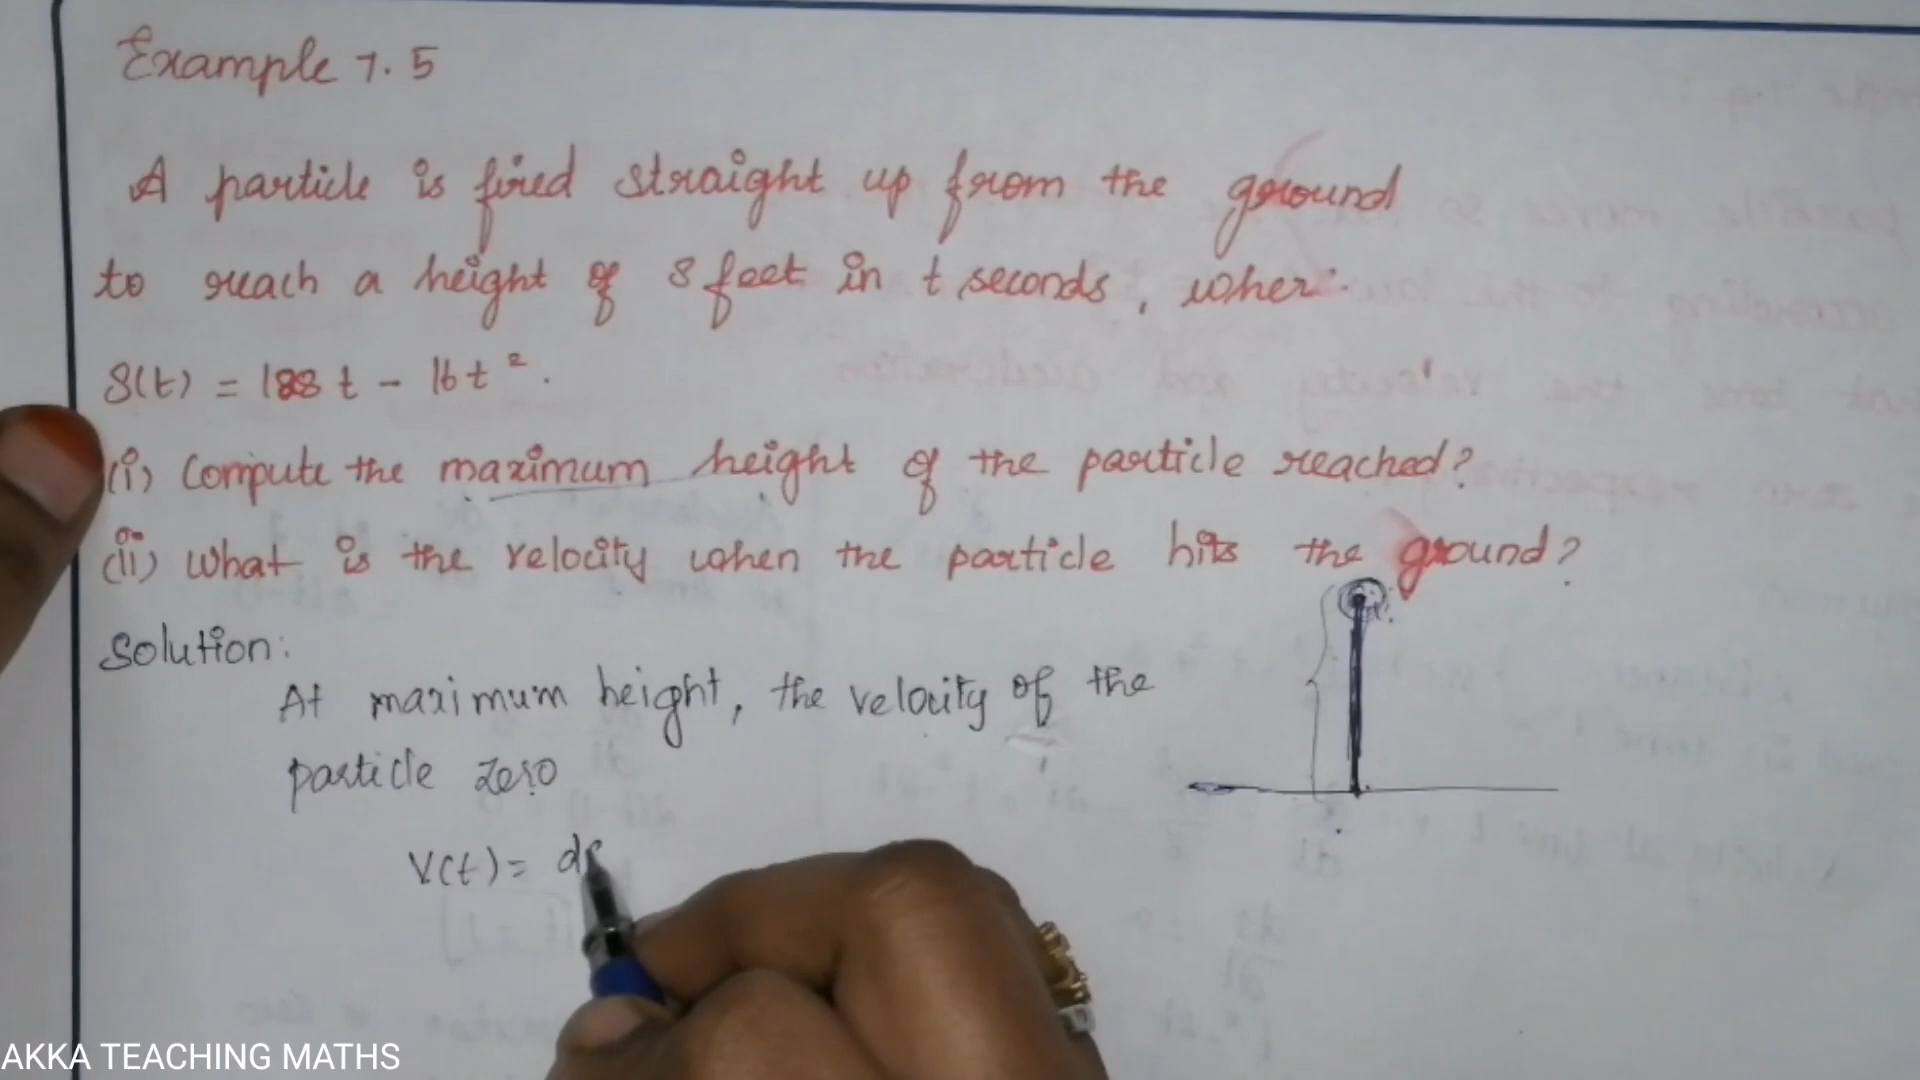 Example 7.5
A particle is fired straight up from the ground
to reach a height of s feet in t seconds, wher
S(t) = 128 t - 16t².
(i) Compute the maximum height of the particle reached?
(ii) What is the velocity when the particle hits the ground?
Solution:
At maximum height, the velocity of the
particle zero
V(t) = ds
AKKA TEACHING MATHS